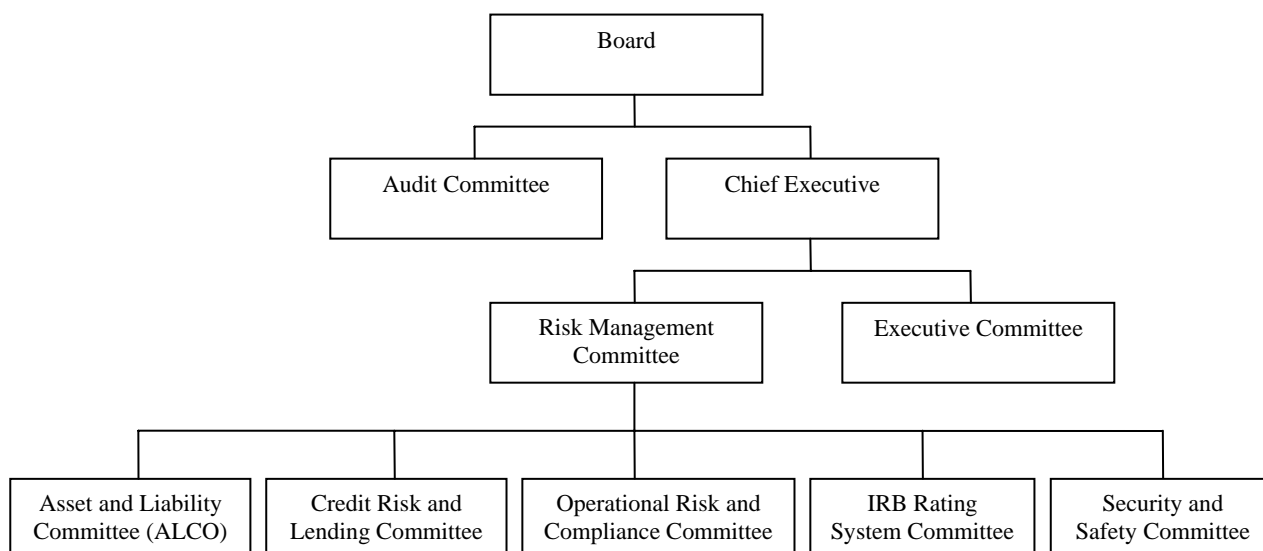 Board
Audit Committee
Chief Executive
Risk Management
Committee
Executive Committee
Asset and Liability
Committee (ALCO)
Credit Risk and
Lending Committee
Operational Risk and
Compliance Committee
IRB Rating
System Committee
Security and
Safety Committee